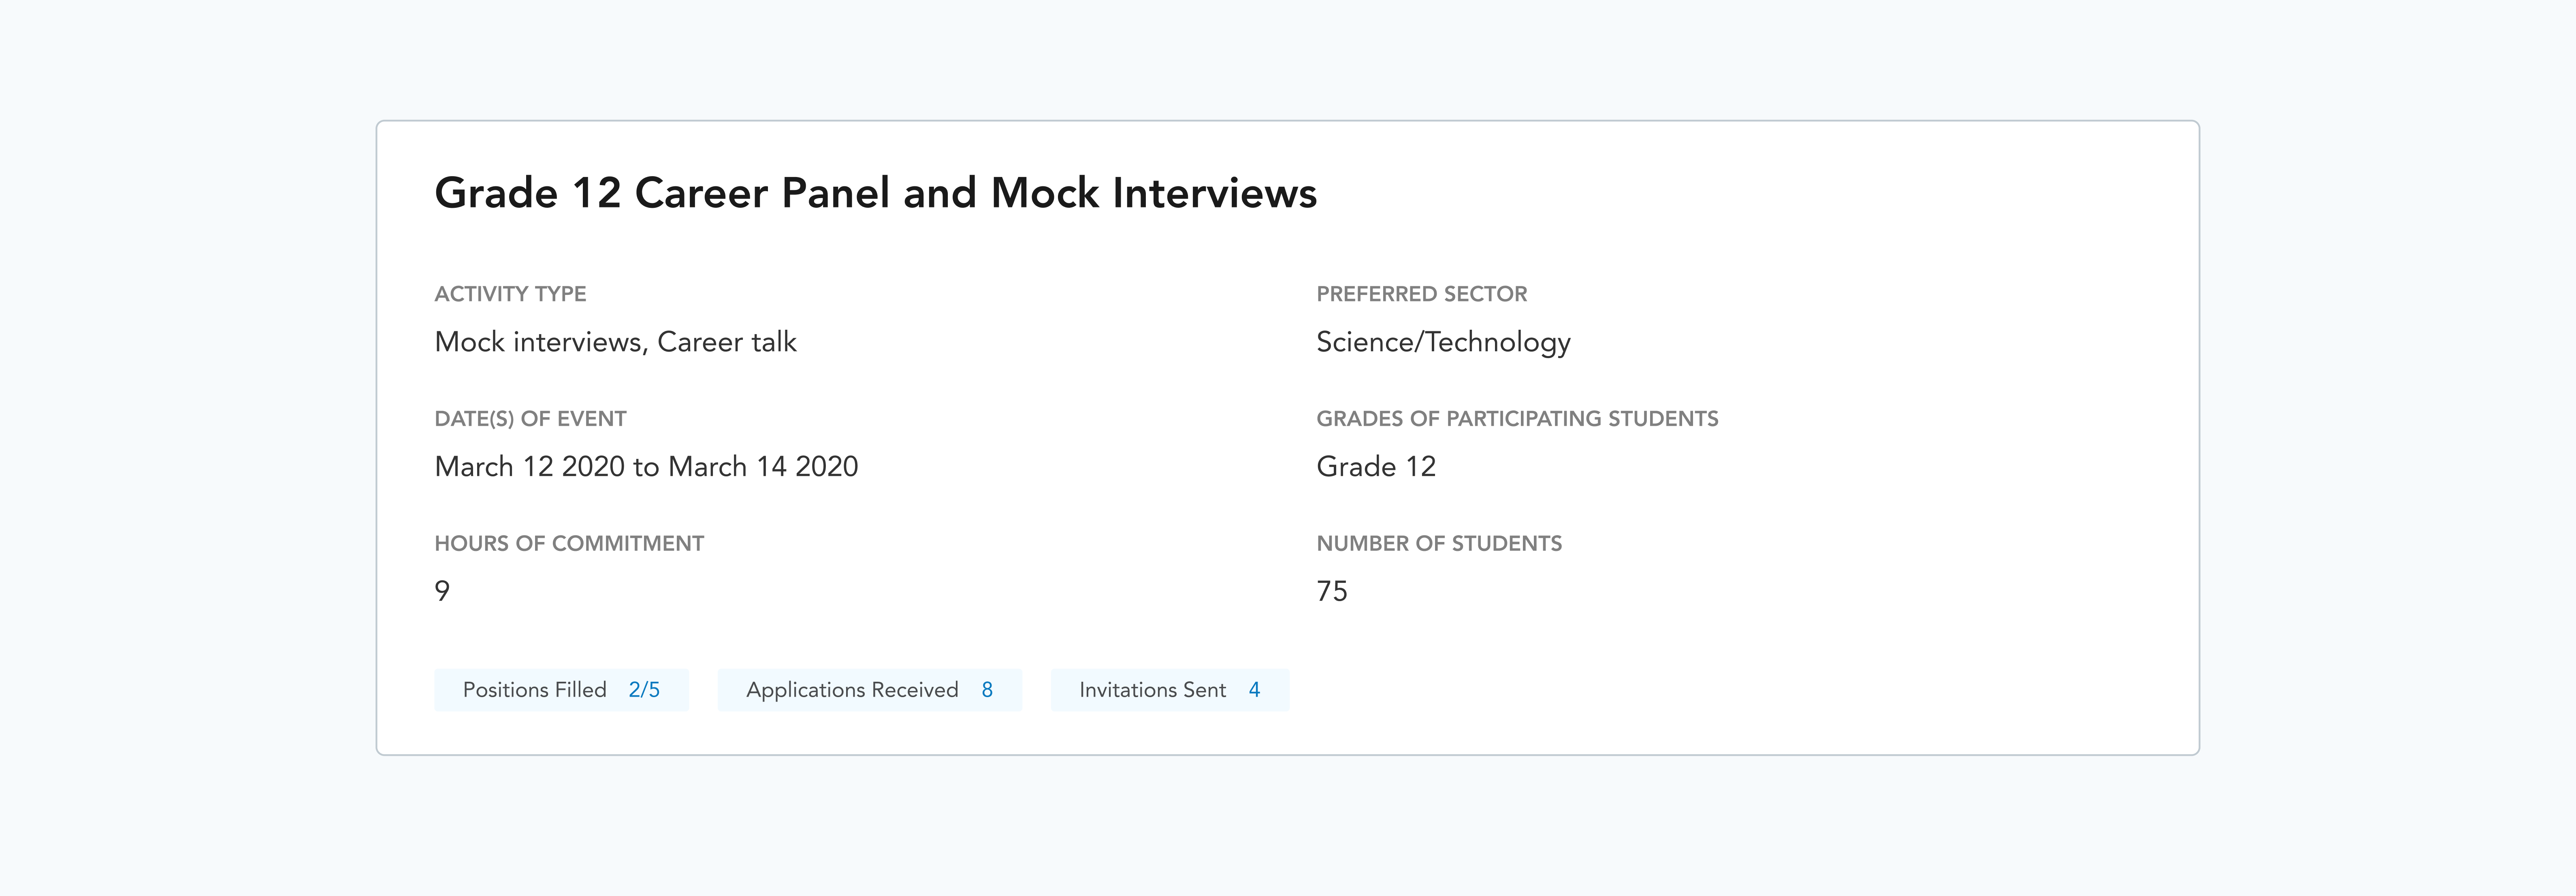 Grade 12 Career Panel and Mock Interviews
ACTIVITY TYPE
Mock interviews, Career talk
PREFERRED SECTOR
Science/Technology
DATE(S) OF EVENT
March 12 2020 to March 14 2020
GRADES OF PARTICIPATING STUDENTS
Grade 12
HOURS OF COMMITMENT
9
NUMBER OF STUDENTS
75
Positions Filled 2/5
Applications Received 8
Invitations Sent 4